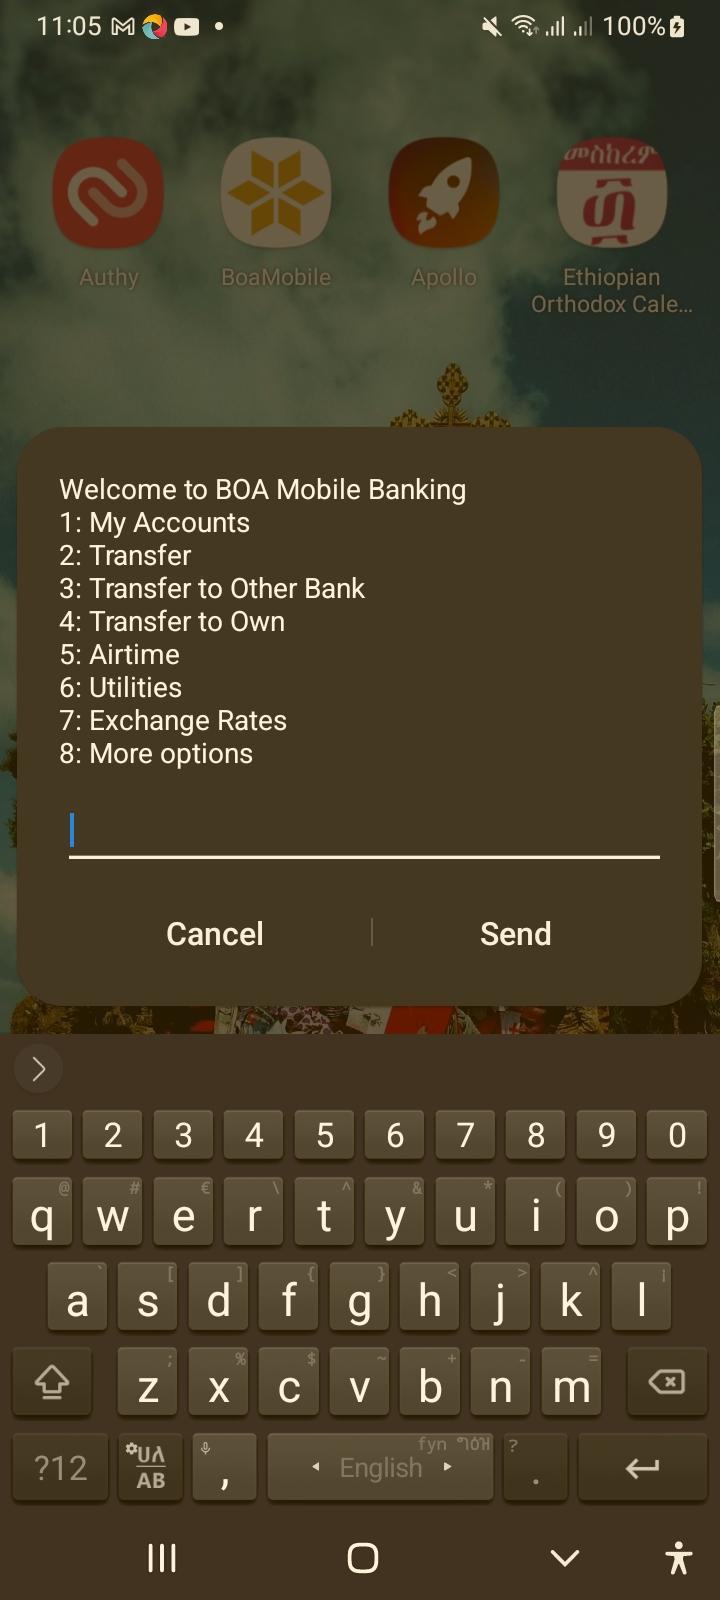 11:05 100%
መስከረም
፴
Authy BoaMobile Apollo Ethiopian
Orthodox Cale...
Welcome to BOA Mobile Banking
1: My Accounts
2: Transfer
3: Transfer to Other Bank
4: Transfer to Own
5: Airtime
6: Utilities
7: Exchange Rates
8: More options
Cancel Send
1 2 3 4 5 6 7 8 9 0
@ # € \ ^ & * ( ) !
q w e r t y u i o p
` [ ] { } < > ^ ¡
a s d f g h j k l
; % $ ~ + - =
z x c v b n m
fyn ?
?12 AB , English .